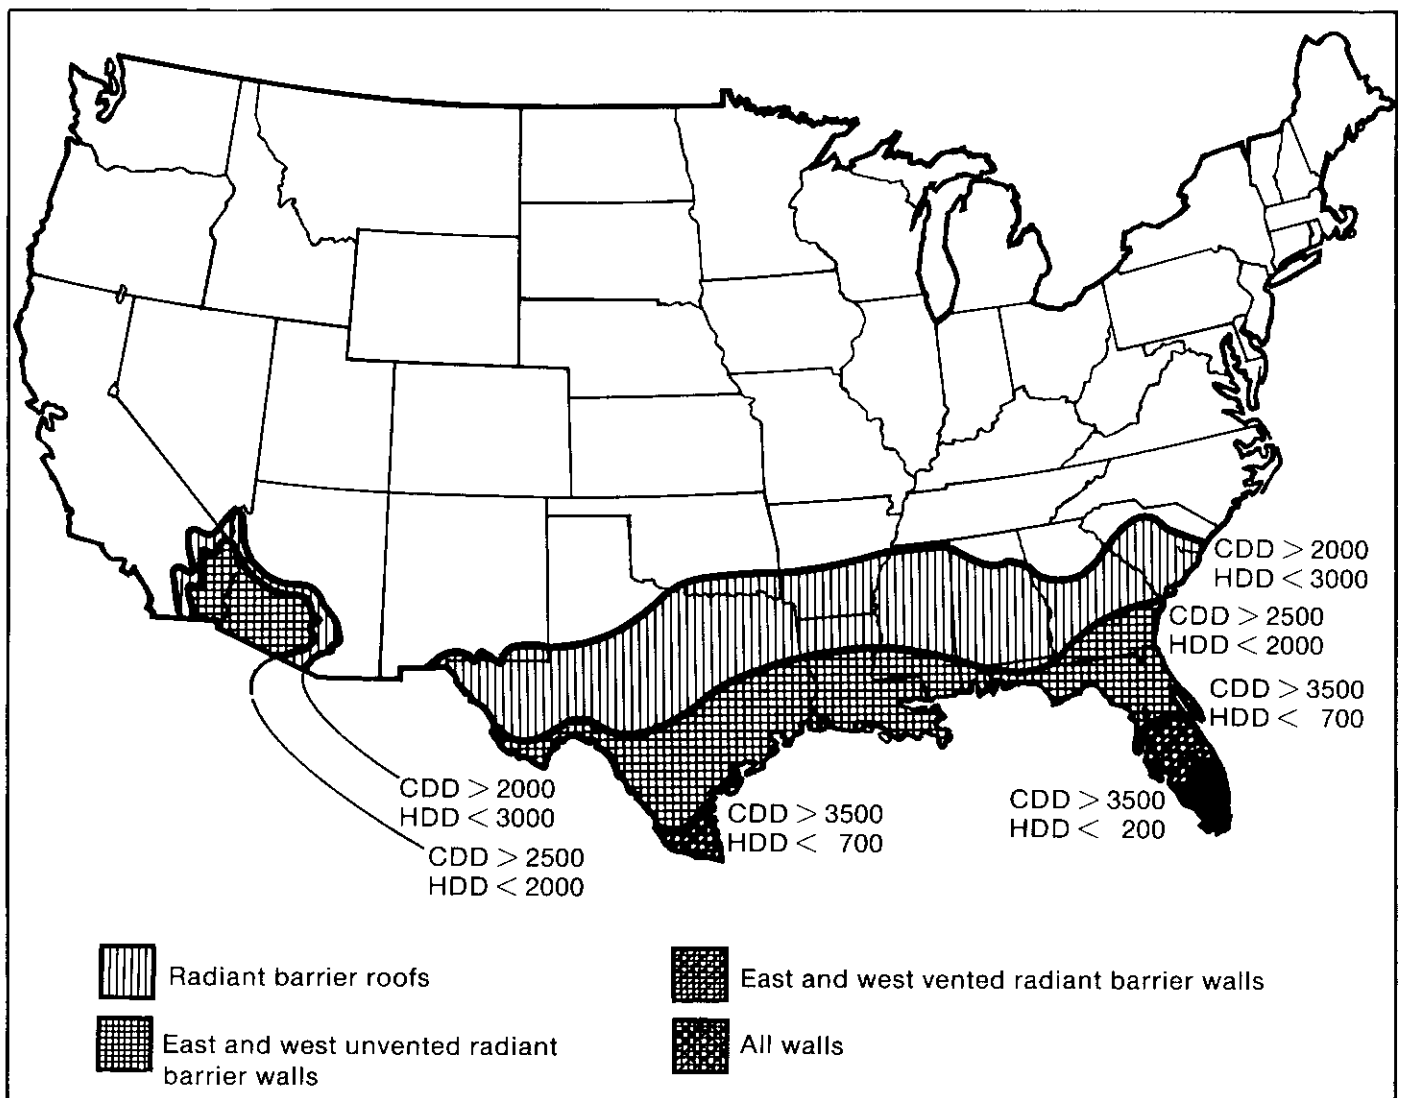 CDD > 2000
HDD < 3000
CDD > 2500
HDD < 2000
CDD > 3500
HDD < 700
CDD > 2000
HDD < 3000
CDD > 2500
HDD < 2000
CDD > 3500
HDD < 700
CDD > 3500
HDD < 200
Radiant barrier roofs
East and west unvented radiant
barrier walls
East and west vented radiant barrier walls
All walls